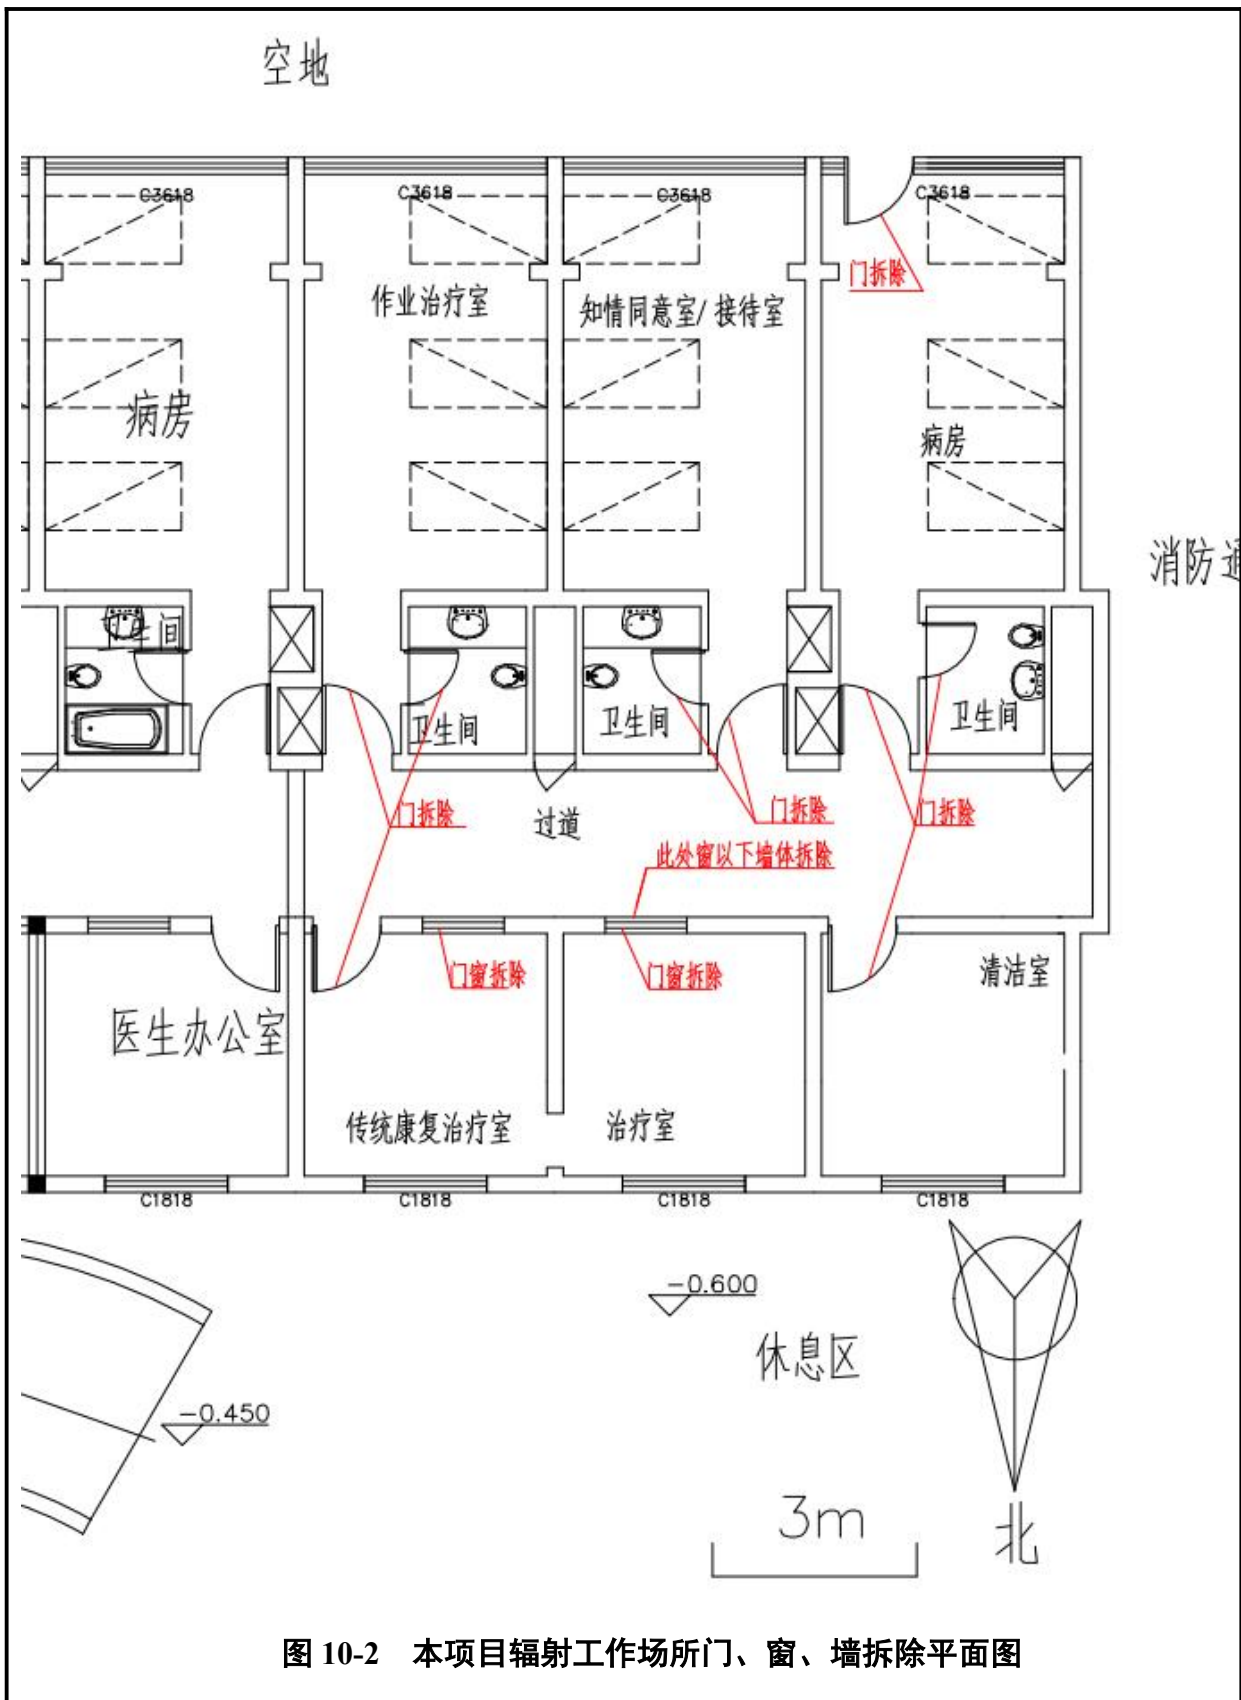 空地
C3618
C3618
C3618
C3618
门拆除
作业治疗室
知情同意室/接待室
病房
病房
消防通
卫生间
卫生间
卫生间
卫生间
门拆除
过道
门拆除
门拆除
此处窗以下墙体拆除
门窗拆除
门窗拆除
清洁室
医生办公室
传统康复治疗室
治疗室
C1818
C1818
C1818
C1818
-0.600
休息区
-0.450
3m
北
图 10-2 本项目辐射工作场所门、窗、墙拆除平面图